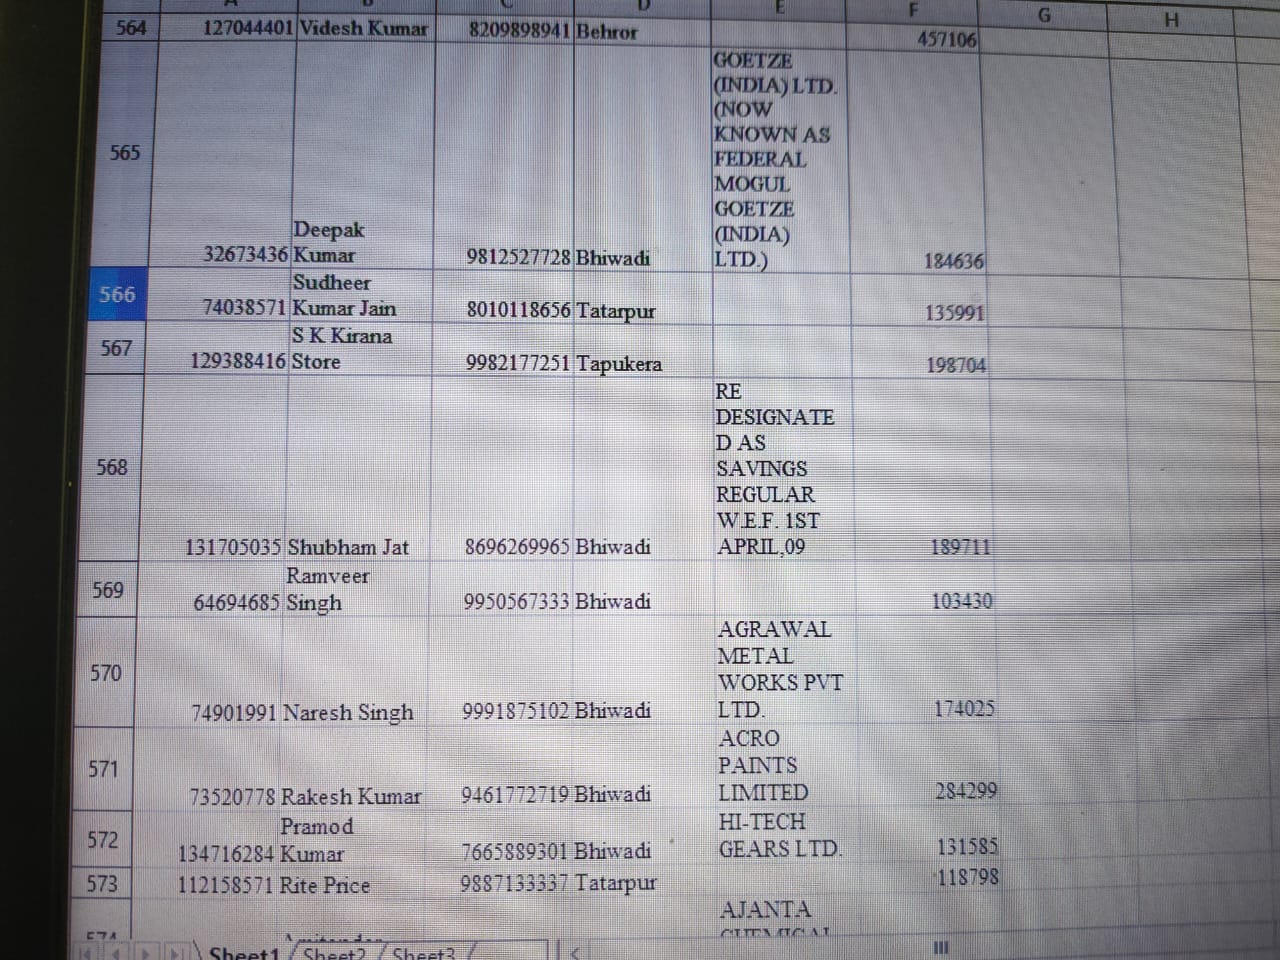 E F G H
564 127044401 Videsh Kumar 8209898941 Behror 457106
565 32673436 Deepak Kumar 9812527728 Bhiwadi
GOETZE
(INDIA) LTD.
(NOW
KNOWN AS
FEDERAL
MOGUL
GOETZE
(INDIA)
LTD.)
184636
566 74038571 Sudheer Kumar Jain 8010118656 Tatarpur 135991
567 129388416 S K Kirana Store 9982177251 Tapukera 198704
568 131705035 Shubham Jat 8696269965 Bhiwadi
RE
DESIGNATE
D AS
SAVINGS
REGULAR
W.E.F. 1ST
APRIL,09
189711
569 64694685 Ramveer Singh 9950567333 Bhiwadi 103430
570 74901991 Naresh Singh 9991875102 Bhiwadi
AGRAWAL
METAL
WORKS PVT
LTD.
174025
571 73520778 Rakesh Kumar 9461772719 Bhiwadi
ACRO
PAINTS
LIMITED
284299
572 134716284 Pramod Kumar 7665889301 Bhiwadi
HI-TECH
GEARS LTD.
131585
573 112158571 Rite Price 9887133337 Tatarpur 118798
574
AJANTA
CHEMICAL
Sheet1 Sheet2 Sheet3